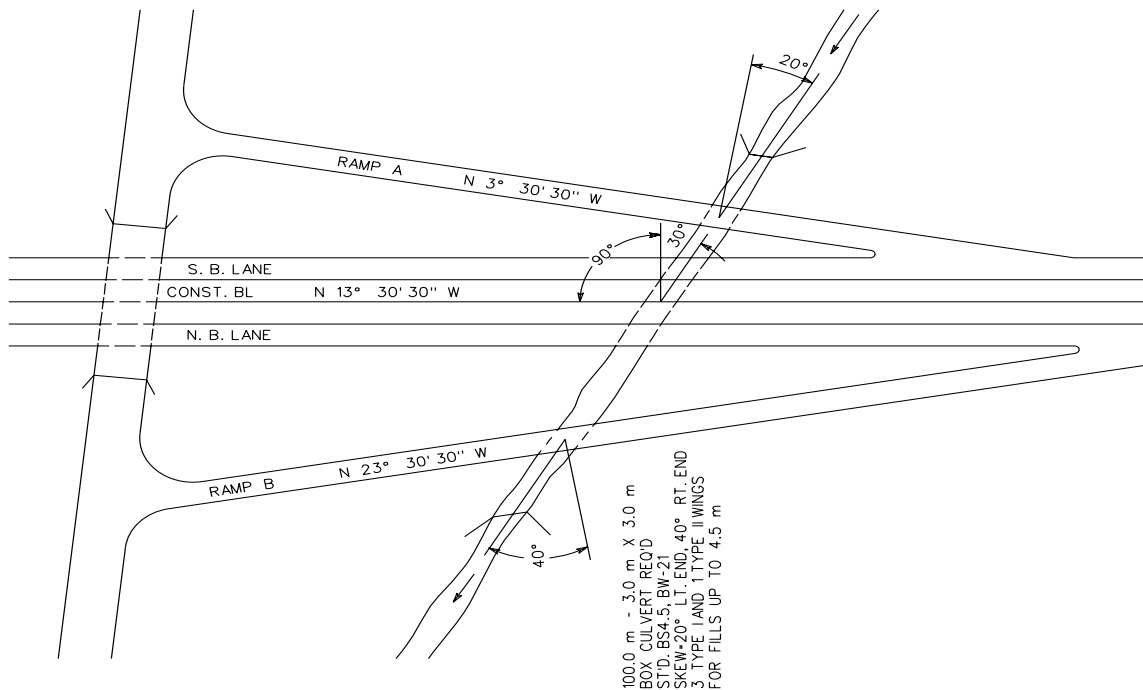 20°
RAMP A
N 3° 30' 30" W
90°
30°
S. B. LANE
CONST. BL N 13° 30' 30" W
N. B. LANE
N 23° 30' 30" W
RAMP B
40°
100.0 m - 3.0 m X 3.0 m
BOX CULVERT REQ'D
ST'D. BS4.5, BW-21
SKEW=20° LT. END, 40° RT. END
3 TYPE I AND 1 TYPE II WINGS
FOR FILLS UP TO 4.5 m